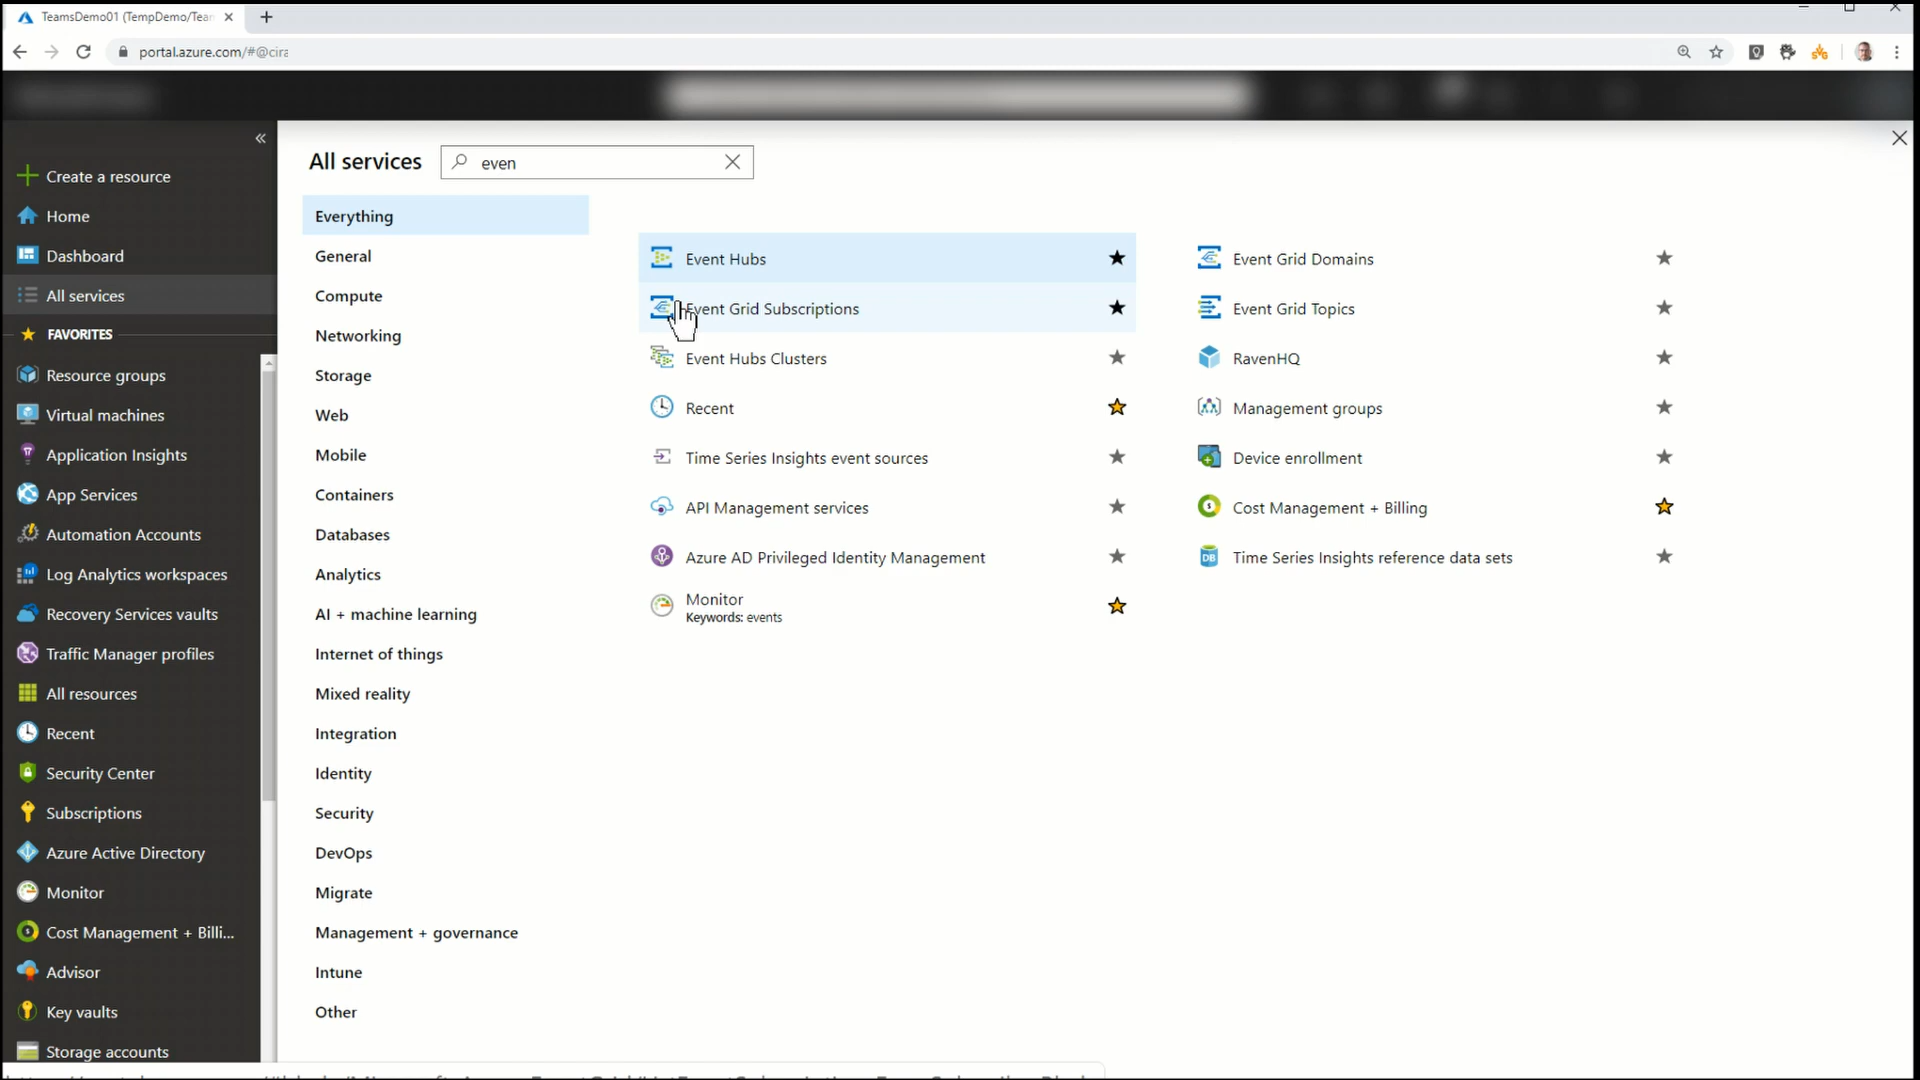 TeamsDemo01 (TempDemo/Tear
portal.azure.com/#@cira
Create a resource
Home
Dashboard
All services
FAVORITES
Resource groups
Virtual machines
Application Insights
App Services
Automation Accounts
Log Analytics workspaces
Recovery Services vaults
Traffic Manager profiles
All resources
Recent
Security Center
Subscriptions
Azure Active Directory
Monitor
Cost Management + Billi...
Advisor
Key vaults
Storage accounts
All services
even
Everything
General
Compute
Networking
Storage
Web
Mobile
Containers
Databases
Analytics
AI + machine learning
Internet of things
Mixed reality
Integration
Identity
Security
DevOps
Migrate
Management + governance
Intune
Other
Event Hubs
Event Grid Subscriptions
Event Hubs Clusters
Recent
Time Series Insights event sources
API Management services
Azure AD Privileged Identity Management
Monitor
Keywords: events
Event Grid Domains
Event Grid Topics
RavenHQ
Management groups
Device enrollment
Cost Management + Billing
Time Series Insights reference data sets